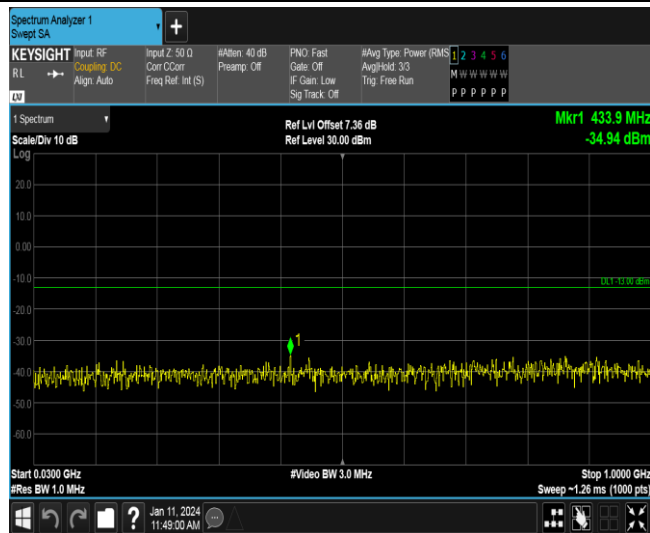 Spectrum Analyzer 1
Swept SA
+
KEYSIGHT Input: RF Input Z: 50 Ω #Atten: 40 dB PNO: Fast #Avg Type: Power (RMS 1 2 3 4 5 6
RL Coupling: DC Corr CCorr Preamp: Off Gate: Off Avg|Hold: 3/3 M W W W W W
Align: Auto Freq Ref: Int (S) IF Gain: Low Trig: Free Run
Sig Track: Off P P P P P P
1 Spectrum Ref Lvl Offset 7.36 dB Mkr1 433.9 MHz
Scale/Div 10 dB Ref Level 30.00 dBm -34.94 dBm
Log
20.0
10.0
0.00
-10.0
DL1 -13.00 dBm
-20.0
-30.0
1
-40.0
-50.0
-60.0
Start 0.0300 GHz #Video BW 3.0 MHz Stop 1.0000 GHz
#Res BW 1.0 MHz Sweep ~1.26 ms (1000 pts)
? Jan 11, 2024
11:49:00 AM